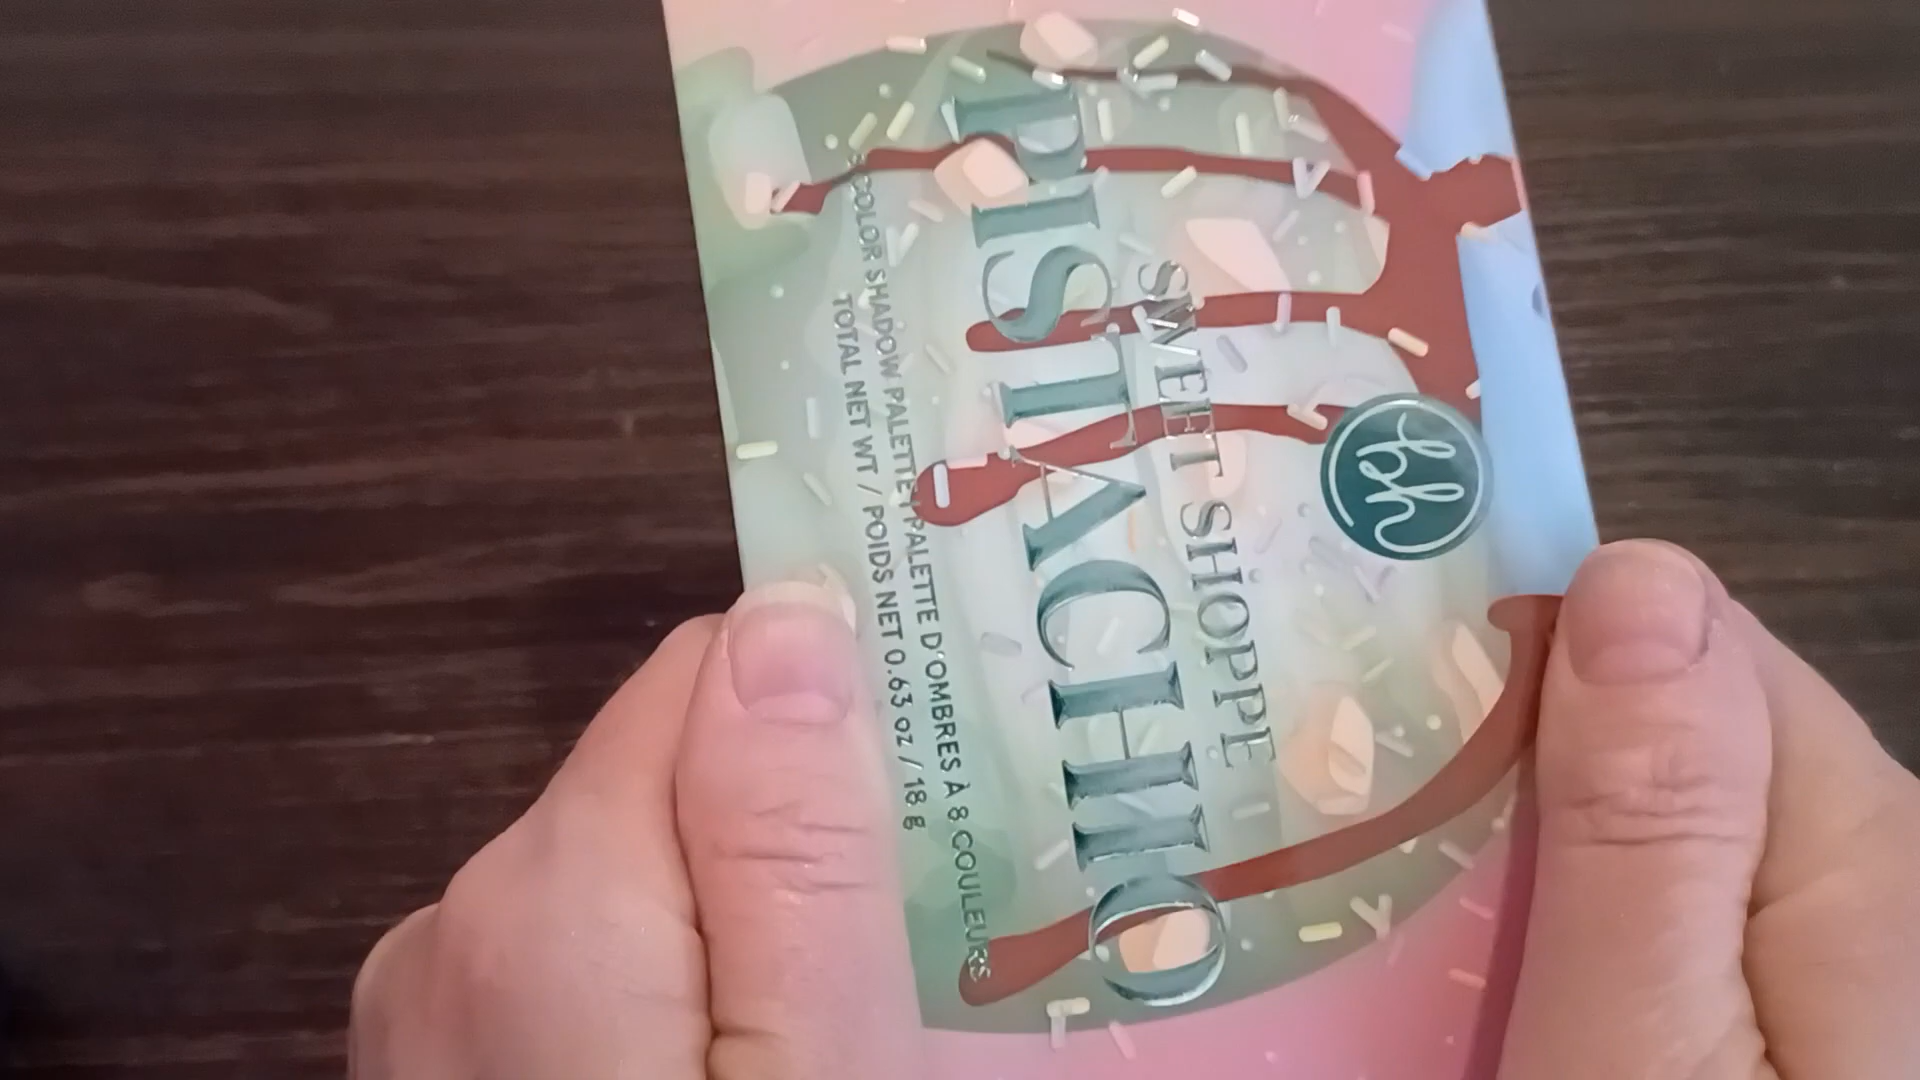 bh
SWEET SHOPPE
PISTACHIO
8 COLOR SHADOW PALETTE / PALETTE D'OMBRES À 8 COULEURS
TOTAL NET WT / POIDS NET 0.63 oz / 18 g